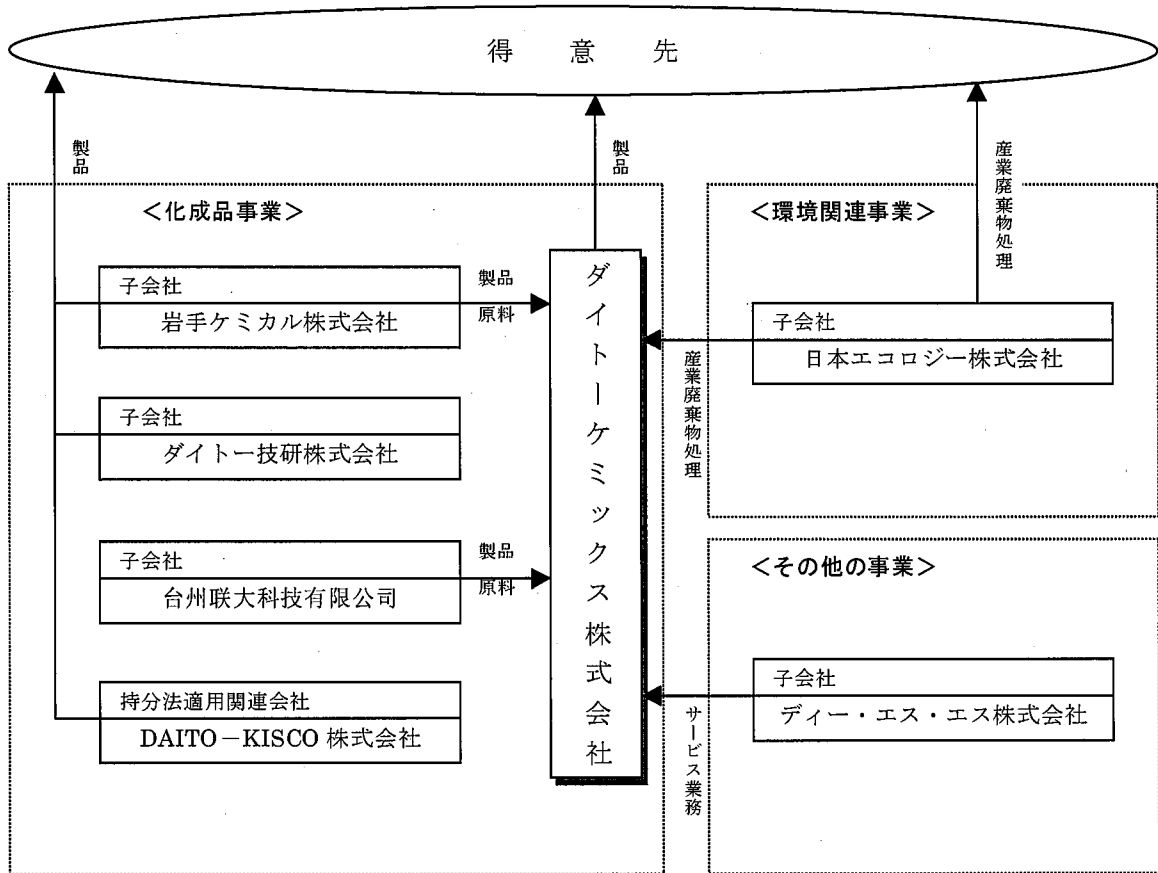 得意先
製品
製品
産業廃棄物処理
＜化成品事業＞
子会社
岩手ケミカル株式会社
製品
原料
子会社
ダイトー技研株式会社
子会社
台州联大科技有限公司
製品
原料
持分法適用関連会社
DAITO－KISCO 株式会社
ダイトーケミックス株式会社
＜環境関連事業＞
子会社
日本エコロジー株式会社
産業廃棄物処理
＜その他の事業＞
子会社
ディー・エス・エス株式会社
サービス業務